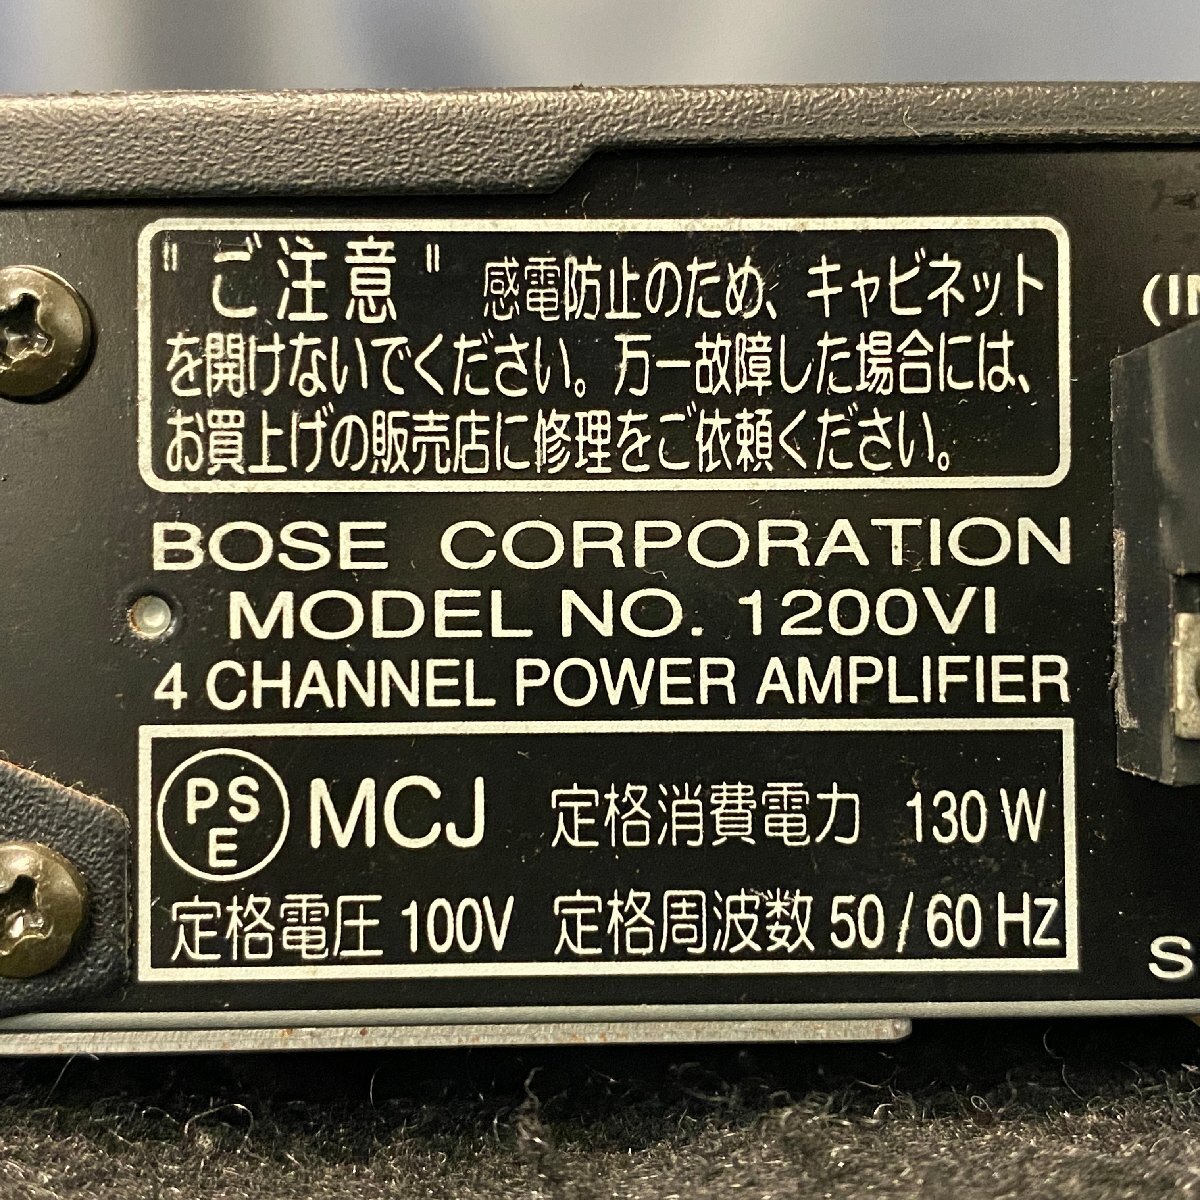 "ご注意" 感電防止のため、キャビネット
を開けないでください。万一故障した場合には、
お買上げの販売店に修理をご依頼ください。
BOSE CORPORATION
MODEL NO. 1200VI
4 CHANNEL POWER AMPLIFIER
PSE MCJ 定格消費電力 130W
定格電圧 100V 定格周波数 50/60Hz